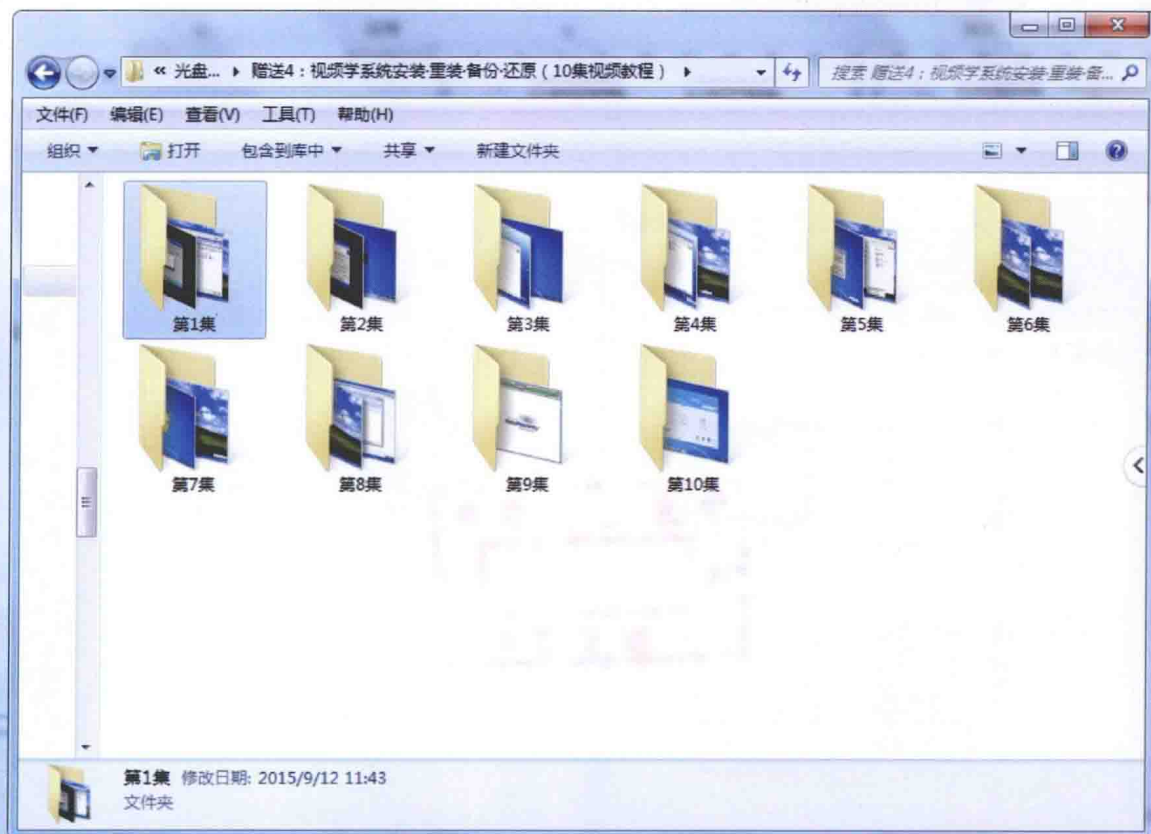 « 光盘... ▸ 赠送4：视频学系统安装·重装·备份·还原（10集视频教程） ▸
搜索 赠送4：视频学系统安装·重装·备...
文件(F) 编辑(E) 查看(V) 工具(T) 帮助(H)
组织 打开 包含到库中 共享 新建文件夹
第1集 第2集 第3集 第4集 第5集 第6集
第7集 第8集 第9集 第10集
第1集 修改日期: 2015/9/12 11:43
文件夹